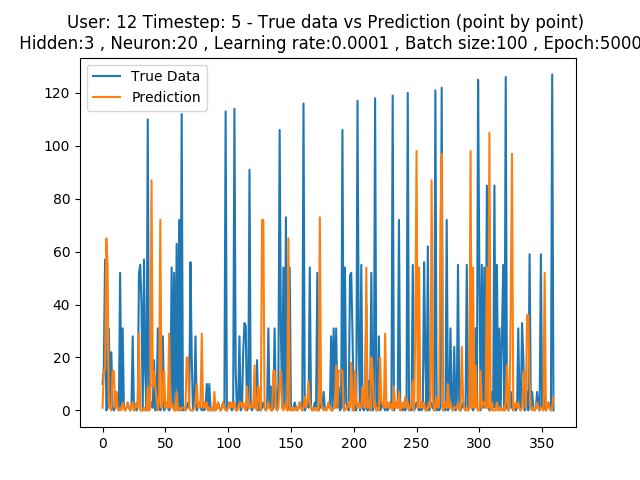 User: 12 Timestep: 5 - True data vs Prediction (point by point)
Hidden:3 , Neuron:20 , Learning rate:0.0001 , Batch size:100 , Epoch:5000
True Data
Prediction
120
100
80
60
40
20
0
0 50 100 150 200 250 300 350